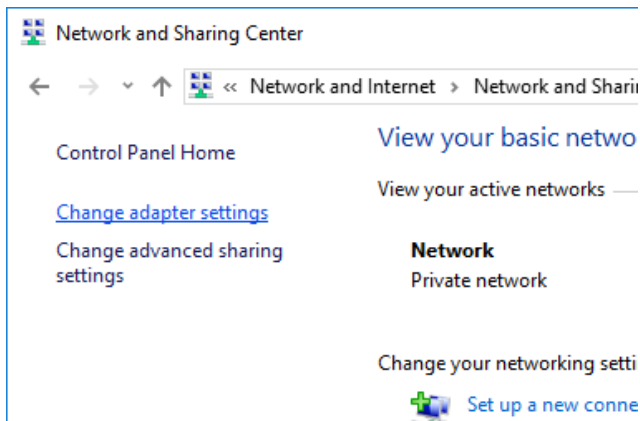 Network and Sharing Center
« Network and Internet > Network and Sharin
View your basic netwo
Control Panel Home
View your active networks
Change adapter settings
Change advanced sharing
settings
Network
Private network
Change your networking setti
Set up a new conne